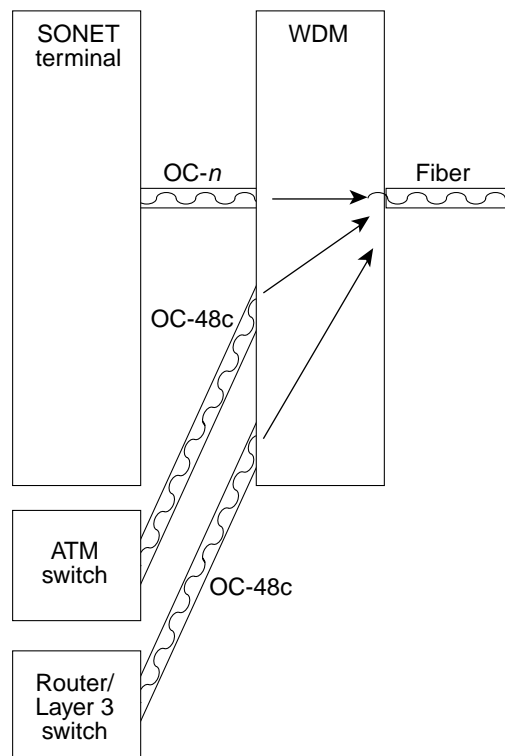 SONET
terminal
WDM
OC-n
Fiber
OC-48c
ATM
switch
OC-48c
Router/
Layer 3
switch